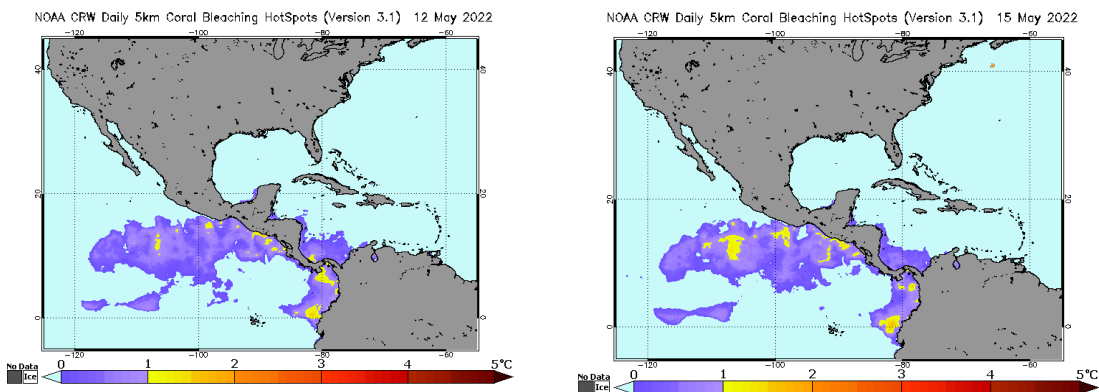 NOAA CRW Daily 5km Coral Bleaching HotSpots (Version 3.1) 12 May 2022
-120 -100 -80 -60
40 40
20 20
0 0
-120 -100 -80 -60
No Data
Ice
0 1 2 3 4 5°C
NOAA CRW Daily 5km Coral Bleaching HotSpots (Version 3.1) 15 May 2022
-120 -100 -80 -60
40 40
20 20
0 0
-120 -100 -80 -60
No Data
Ice
0 1 2 3 4 5°C